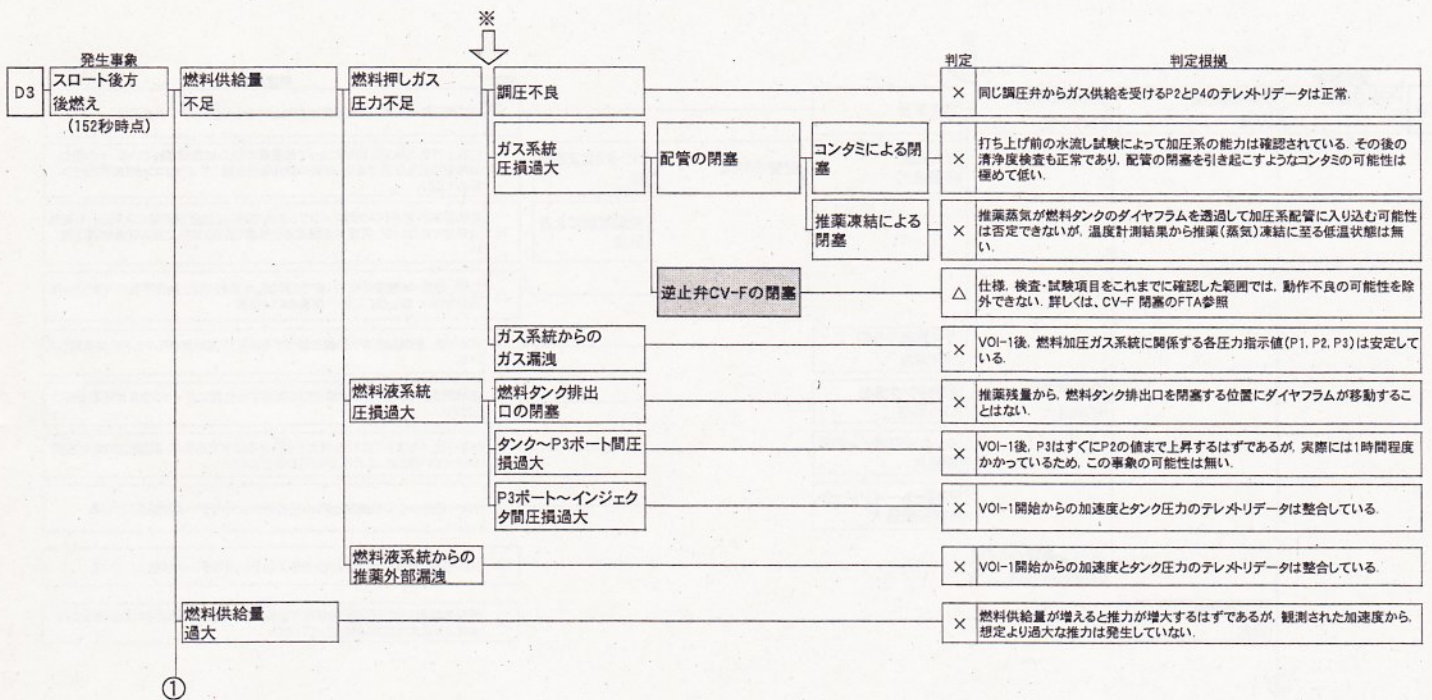 ※
発生事象
判定
判定根拠
D3
スロート後方
後燃え
(152秒時点)
燃料供給量
不足
燃料押しガス
圧力不足
調圧不良
×
同じ調圧弁からガス供給を受けるP2とP4のテレメトリデータは正常.
ガス系統
圧損過大
配管の閉塞
コンタミによる閉
塞
×
打ち上げ前の水流し試験によって加圧系の能力は確認されている. その後の
清浄度検査も正常であり, 配管の閉塞を引き起こすようなコンタミの可能性は
極めて低い.
推薬凍結による
閉塞
×
推薬蒸気が燃料タンクのダイヤフラムを透過して加圧系配管に入り込む可能性
は否定できないが, 温度計測結果から推薬(蒸気)凍結に至る低温状態は無
い.
逆止弁CV-Fの閉塞
△
仕様, 検査・試験項目をこれまでに確認した範囲では, 動作不良の可能性を除
外できない. 詳しくは, CV-F 閉塞のFTA参照
ガス系統からの
ガス漏洩
×
VOI-1後, 燃料加圧ガス系統に関係する各圧力指示値(P1, P2, P3)は安定して
いる.
燃料液系統
圧損過大
燃料タンク排出
口の閉塞
×
推薬残量から, 燃料タンク排出口を閉塞する位置にダイヤフラムが移動するこ
とはない.
タンク～P3ポート間圧
損過大
×
VOI-1後, P3はすぐにP2の値まで上昇するはずであるが, 実際には1時間程度
かかっているため, この事象の可能性は無い.
P3ポート～インジェク
タ間圧損過大
×
VOI-1開始からの加速度とタンク圧力のテレメトリデータは整合している.
燃料液系統からの
推薬外部漏洩
×
VOI-1開始からの加速度とタンク圧力のテレメトリデータは整合している.
燃料供給量
過大
×
燃料供給量が増えると推力が増大するはずであるが, 観測された加速度から,
想定より過大な推力は発生していない.
①